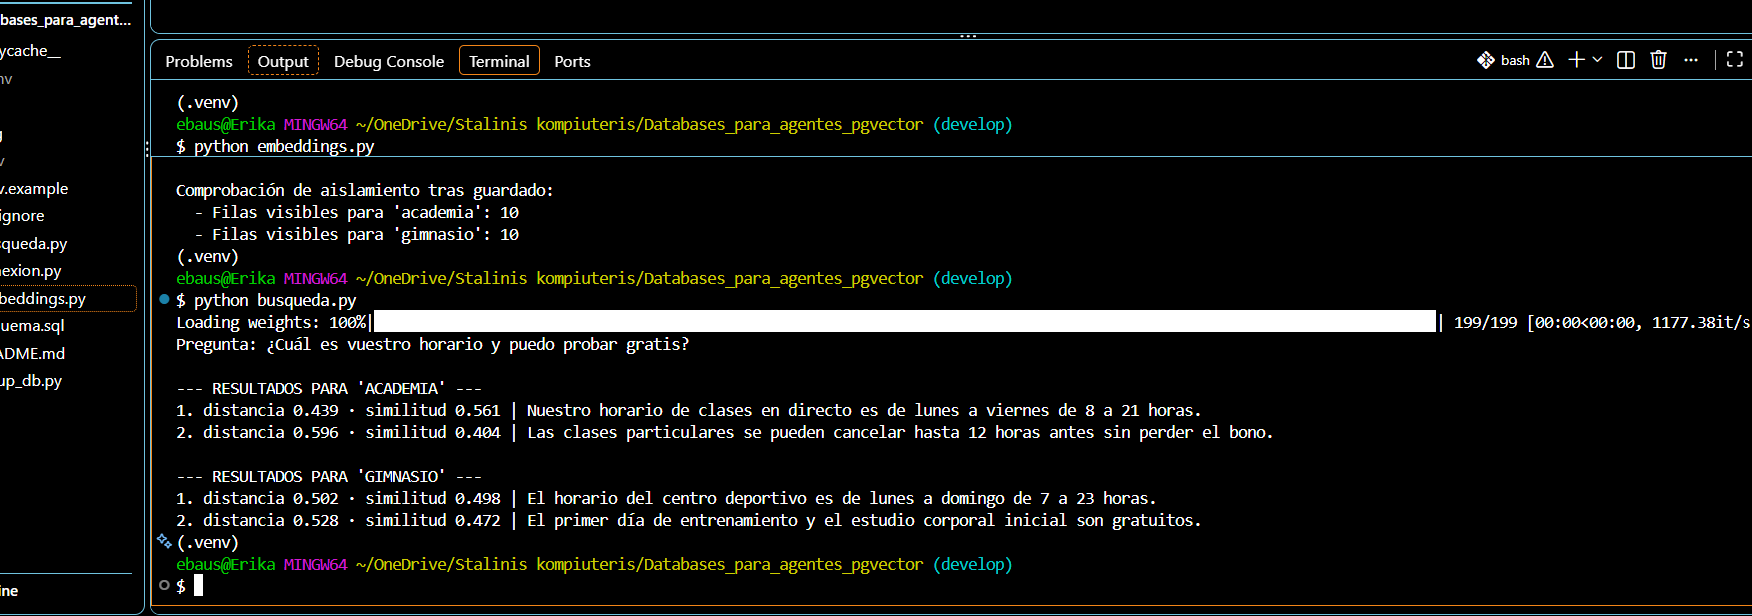 bases_para_agent...
ycache__
nv
g
v
v.example
ignore
squeda.py
nexion.py
beddings.py
uema.sql
ADME.md
up_db.py
ine
Problems Output Debug Console Terminal Ports
bash
(.venv)
ebaus@Erika MINGW64 ~/OneDrive/Stalinis kompiuteris/Databases_para_agentes_pgvector (develop)
$ python embeddings.py
Comprobación de aislamiento tras guardado:
- Filas visibles para 'academia': 10
- Filas visibles para 'gimnasio': 10
(.venv)
ebaus@Erika MINGW64 ~/OneDrive/Stalinis kompiuteris/Databases_para_agentes_pgvector (develop)
$ python busqueda.py
Loading weights: 100%| | 199/199 [00:00<00:00, 1177.38it/s
Pregunta: ¿Cuál es vuestro horario y puedo probar gratis?
--- RESULTADOS PARA 'ACADEMIA' ---
1. distancia 0.439 · similitud 0.561 | Nuestro horario de clases en directo es de lunes a viernes de 8 a 21 horas.
2. distancia 0.596 · similitud 0.404 | Las clases particulares se pueden cancelar hasta 12 horas antes sin perder el bono.
--- RESULTADOS PARA 'GIMNASIO' ---
1. distancia 0.502 · similitud 0.498 | El horario del centro deportivo es de lunes a domingo de 7 a 23 horas.
2. distancia 0.528 · similitud 0.472 | El primer día de entrenamiento y el estudio corporal inicial son gratuitos.
(.venv)
ebaus@Erika MINGW64 ~/OneDrive/Stalinis kompiuteris/Databases_para_agentes_pgvector (develop)
$